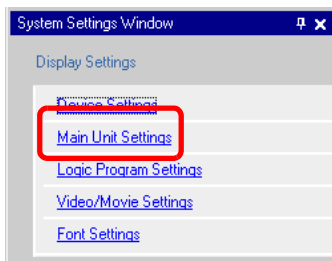 System Settings Window
Display Settings
Device Settings
Main Unit Settings
Logic Program Settings
Video/Movie Settings
Font Settings